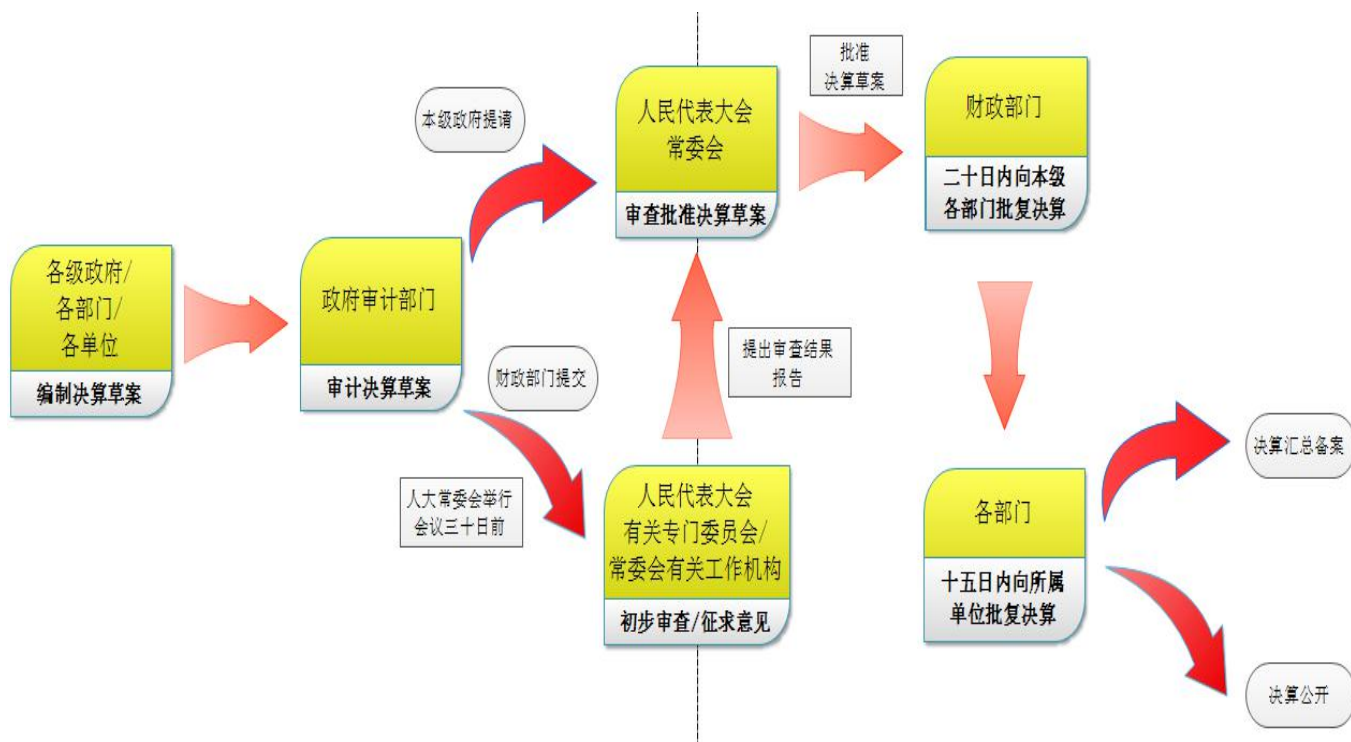 各级政府/
各部门/
各单位
编制决算草案
政府审计部门
审计决算草案
本级政府提请
财政部门提交
人大常委会举行
会议三十日前
人民代表大会
常委会
审查批准决算草案
提出审查结果
报告
人民代表大会
有关专门委员会/
常委会有关工作机构
初步审查/征求意见
批准
决算草案
财政部门
二十日内向本级
各部门批复决算
各部门
十五日内向所属
单位批复决算
决算汇总备案
决算公开